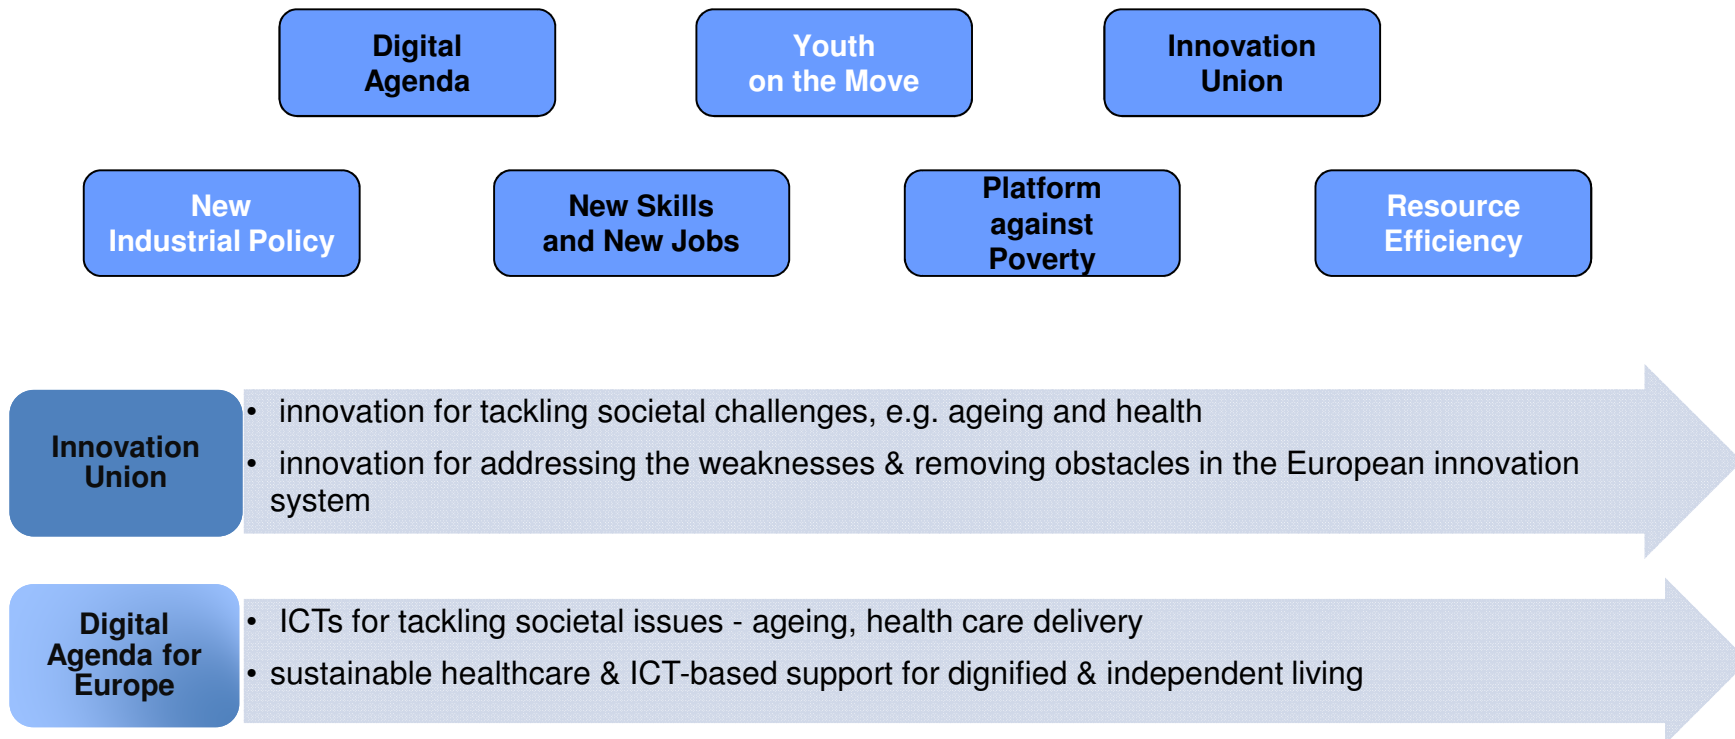 Digital
Agenda
Youth
on the Move
Innovation
Union
New
Industrial Policy
New Skills
and New Jobs
Platform
against
Poverty
Resource
Efficiency
Innovation
Union
• innovation for tackling societal challenges, e.g. ageing and health
• innovation for addressing the weaknesses & removing obstacles in the European innovation
system
Digital
Agenda for
Europe
• ICTs for tackling societal issues - ageing, health care delivery
• sustainable healthcare & ICT-based support for dignified & independent living